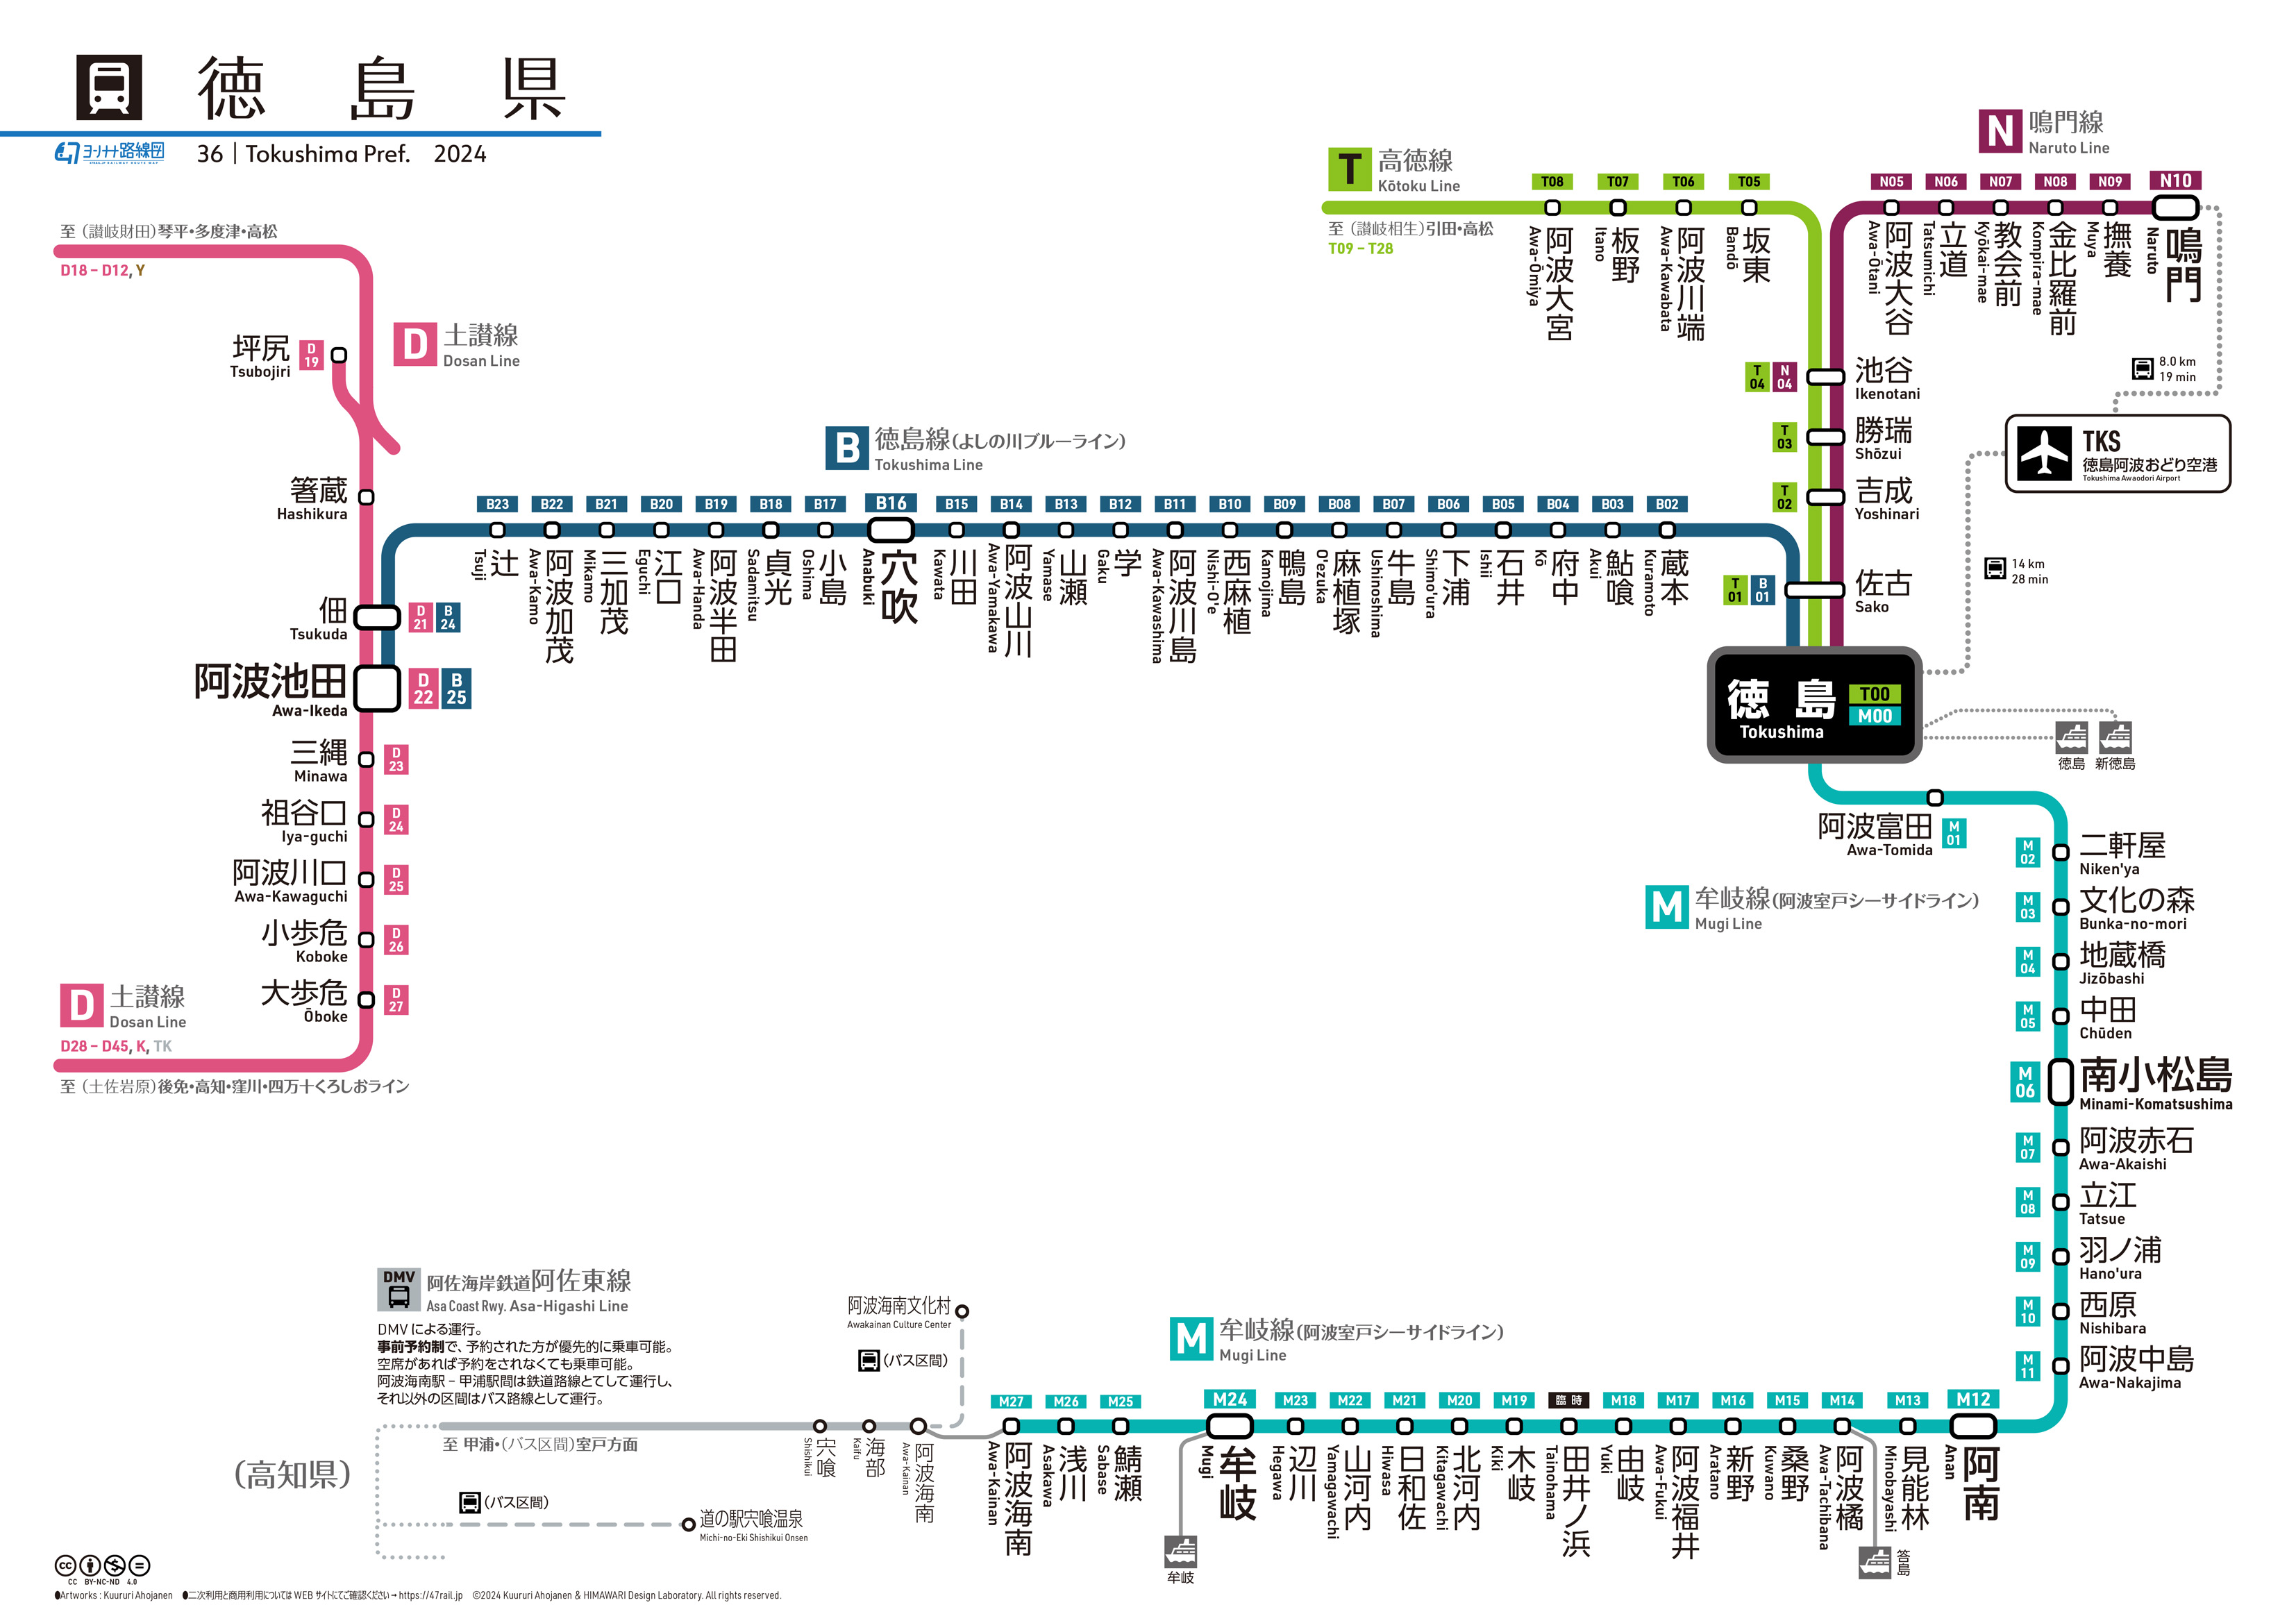 徳島県
ヨンナナ路線図
36 | Tokushima Pref. 2024
至（讃岐財田）琴平・多度津・高松
D18 – D12, Y
D 土讃線
Dosan Line
坪尻
Tsubojiri
D 19
箸蔵
Hashikura
佃
Tsukuda
D 21
B 24
阿波池田
Awa-Ikeda
D 22
B 25
三縄
Minawa
D 23
祖谷口
Iya-guchi
D 24
阿波川口
Awa-Kawaguchi
D 25
小歩危
Koboke
D 26
大歩危
Ōboke
D 27
D 土讃線
Dosan Line
D28 – D45, K, TK
至（土佐岩原）後免・高知・窪川・四万十くろしおライン
B 徳島線（よしの川ブルーライン）
Tokushima Line
B23 辻 Tsuji
B22 阿波加茂 Awa-Kamo
B21 三加茂 Mikamo
B20 江口 Eguchi
B19 阿波半田 Awa-Handa
B18 貞光 Sadamitsu
B17 小島 Oshima
B16 穴吹 Anabuki
B15 川田 Kawata
B14 阿波山川 Awa-Yamakawa
B13 山瀬 Yamase
B12 学 Gaku
B11 阿波川島 Awa-Kawashima
B10 西麻植 Nishi-O'e
B09 鴨島 Kamojima
B08 麻植塚 O'ezuka
B07 牛島 Ushinoshima
B06 下浦 Shimo'ura
B05 石井 Ishii
B04 府中 Kō
B03 鮎喰 Akui
B02 蔵本 Kuramoto
T 高徳線
Kōtoku Line
至（讃岐相生）引田・高松
T09 – T28
T08 阿波大宮 Awa-Ōmiya
T07 板野 Itano
T06 阿波川端 Awa-Kawabata
T05 坂東 Bandō
N 鳴門線
Naruto Line
N05 阿波大谷 Awa-Ōtani
N06 立道 Tatsumichi
N07 教会前 Kyōkai-mae
N08 金比羅前 Kompira-mae
N09 撫養 Muya
N10 鳴門 Naruto
T 04
N 04
池谷
Ikenotani
T 03
勝瑞
Shōzui
T 02
吉成
Yoshinari
T 01
B 01
佐古
Sako
8.0 km
19 min
TKS
徳島阿波おどり空港
Tokushima Awaodori Airport
14 km
28 min
徳島
Tokushima
T00
M00
徳島
新徳島
阿波富田
Awa-Tomida
M 01
M 牟岐線（阿波室戸シーサイドライン）
Mugi Line
M 02
二軒屋
Niken'ya
M 03
文化の森
Bunka-no-mori
M 04
地蔵橋
Jizōbashi
M 05
中田
Chūden
M 06
南小松島
Minami-Komatsushima
M 07
阿波赤石
Awa-Akaishi
M 08
立江
Tatsue
M 09
羽ノ浦
Hano'ura
M 10
西原
Nishibara
M 11
阿波中島
Awa-Nakajima
M 牟岐線（阿波室戸シーサイドライン）
Mugi Line
M27 阿波海南 Awa-Kainan
M26 浅川 Asakawa
M25 鯖瀬 Sabase
M24 牟岐 Mugi
M23 辺川 Hegawa
M22 山河内 Yamagawachi
M21 日和佐 Hiwasa
M20 北河内 Kitagawachi
M19 木岐 Kiki
臨時 田井ノ浜 Tainohama
M18 由岐 Yuki
M17 阿波福井 Awa-Fukui
M16 新野 Aratano
M15 桑野 Kuwano
M14 阿波橘 Awa-Tachibana
M13 見能林 Minobayashi
M12 阿南 Anan
牟岐
答島
DMV 阿佐海岸鉄道阿佐東線
Asa Coast Rwy. Asa-Higashi Line
DMV による運行。
事前予約制で、予約された方が優先的に乗車可能。
空席があれば予約をされなくても乗車可能。
阿波海南駅 – 甲浦駅間は鉄道路線とてして運行し、
それ以外の区間はバス路線として運行。
阿波海南文化村
Awakainan Culture Center
（バス区間）
至 甲浦・（バス区間）室戸方面
宍喰 Shishikui
海部 Kaifu
阿波海南 Awa-Kainan
（高知県）
（バス区間）
道の駅宍喰温泉
Michi-no-Eki Shishikui Onsen
CC BY-NC-ND 4.0
●Artworks : Kuururi Ahojanen ●二次利用と商用利用については WEB サイトにてご確認ください → https://47rail.jp ©2024 Kuururi Ahojanen & HIMAWARI Design Laboratory. All rights reserved.